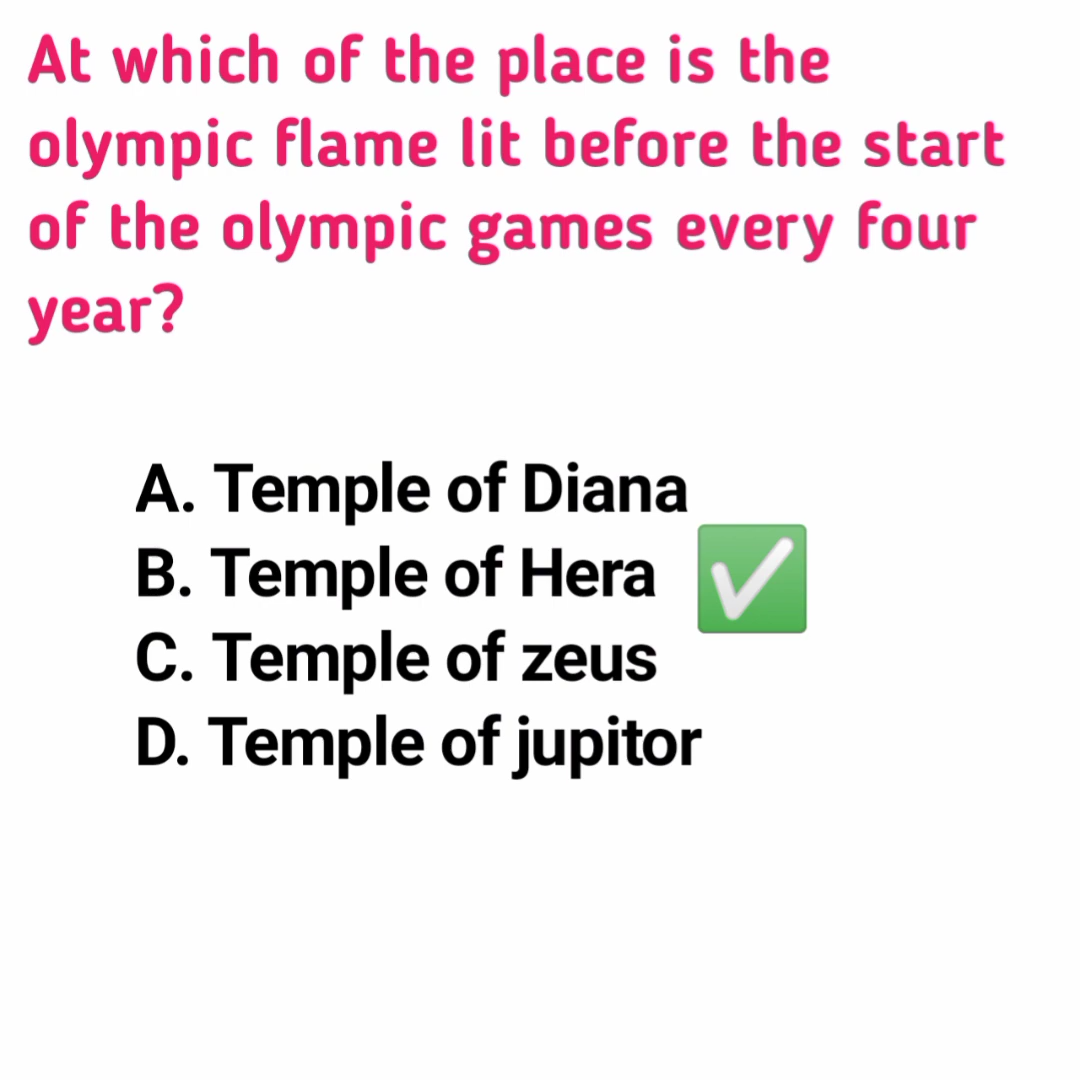 At which of the place is the
olympic flame lit before the start
of the olympic games every four
year?
A. Temple of Diana
B. Temple of Hera
C. Temple of zeus
D. Temple of jupitor